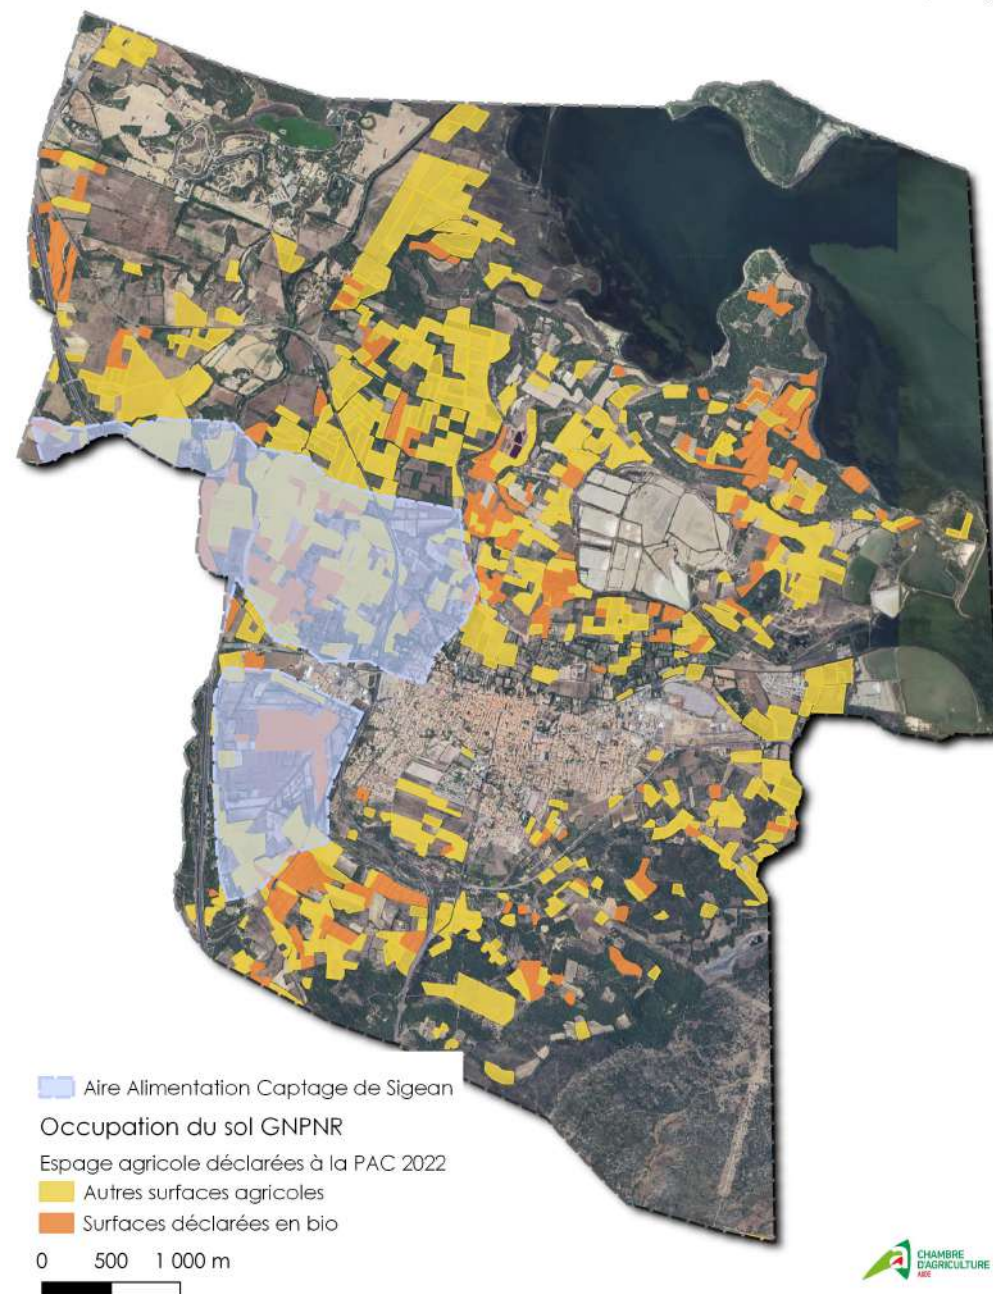 Aire Alimentation Captage de Sigean
Occupation du sol GNPNR
Espage agricole déclarées à la PAC 2022
Autres surfaces agricoles
Surfaces déclarées en bio
0 500 1 000 m
CHAMBRE
D'AGRICULTURE
AUDE